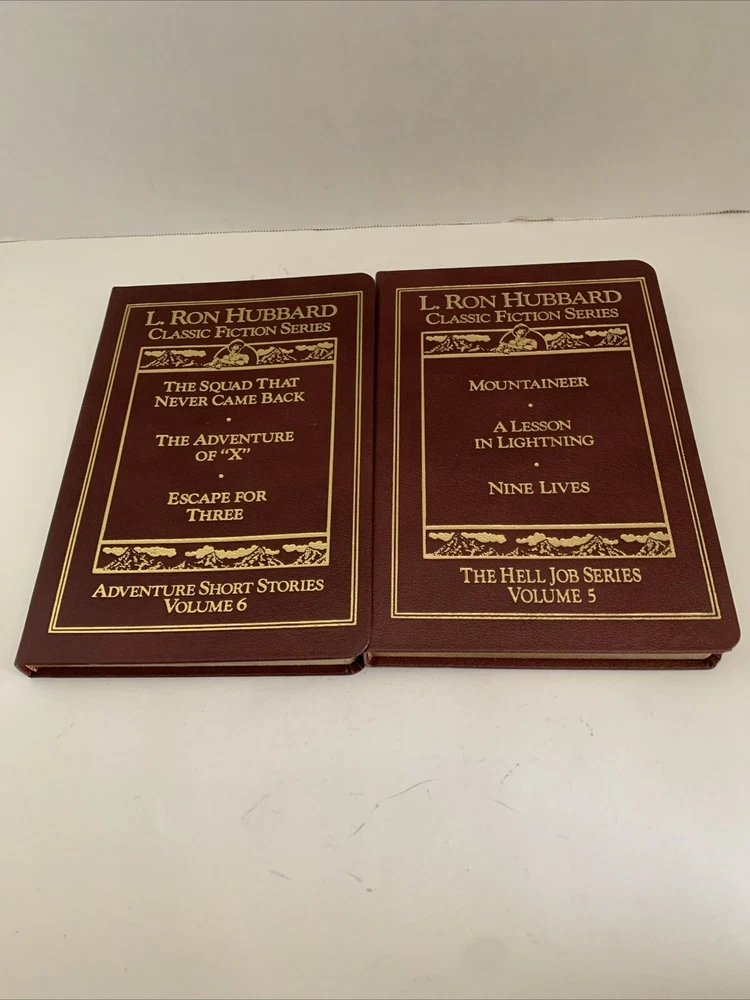 L. RON HUBBARD
CLASSIC FICTION SERIES
THE SQUAD THAT
NEVER CAME BACK
•
THE ADVENTURE
OF "X"
•
ESCAPE FOR
THREE
ADVENTURE SHORT STORIES
VOLUME 6
L. RON HUBBARD
CLASSIC FICTION SERIES
MOUNTAINEER
•
A LESSON
IN LIGHTNING
•
NINE LIVES
THE HELL JOB SERIES
VOLUME 5